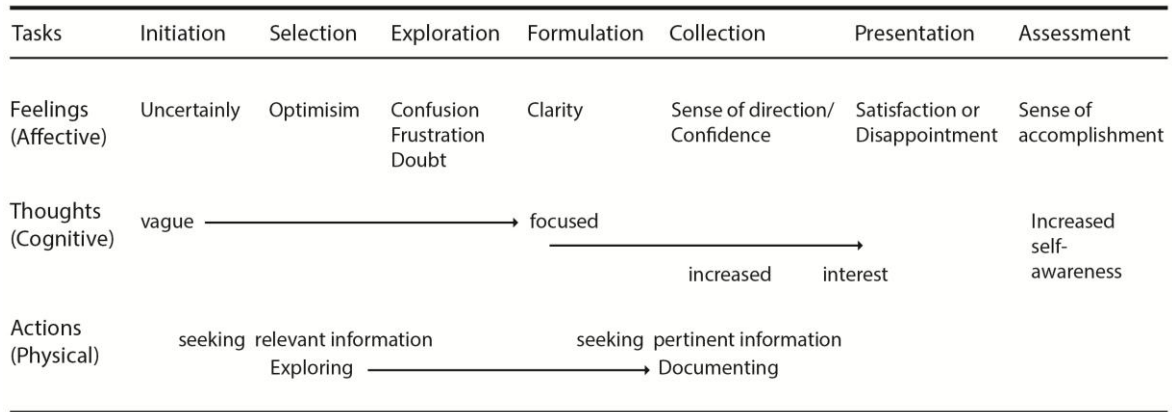 Tasks Initiation Selection Exploration Formulation Collection Presentation Assessment
Feelings Uncertainly Optimisim Confusion Clarity Sense of direction/ Satisfaction or Sense of
(Affective) Frustration Confidence Disappointment accomplishment
Doubt
Thoughts vague focused Increased
(Cognitive) self-
increased interest awareness
Actions
(Physical) seeking relevant information seeking pertinent information
Exploring Documenting